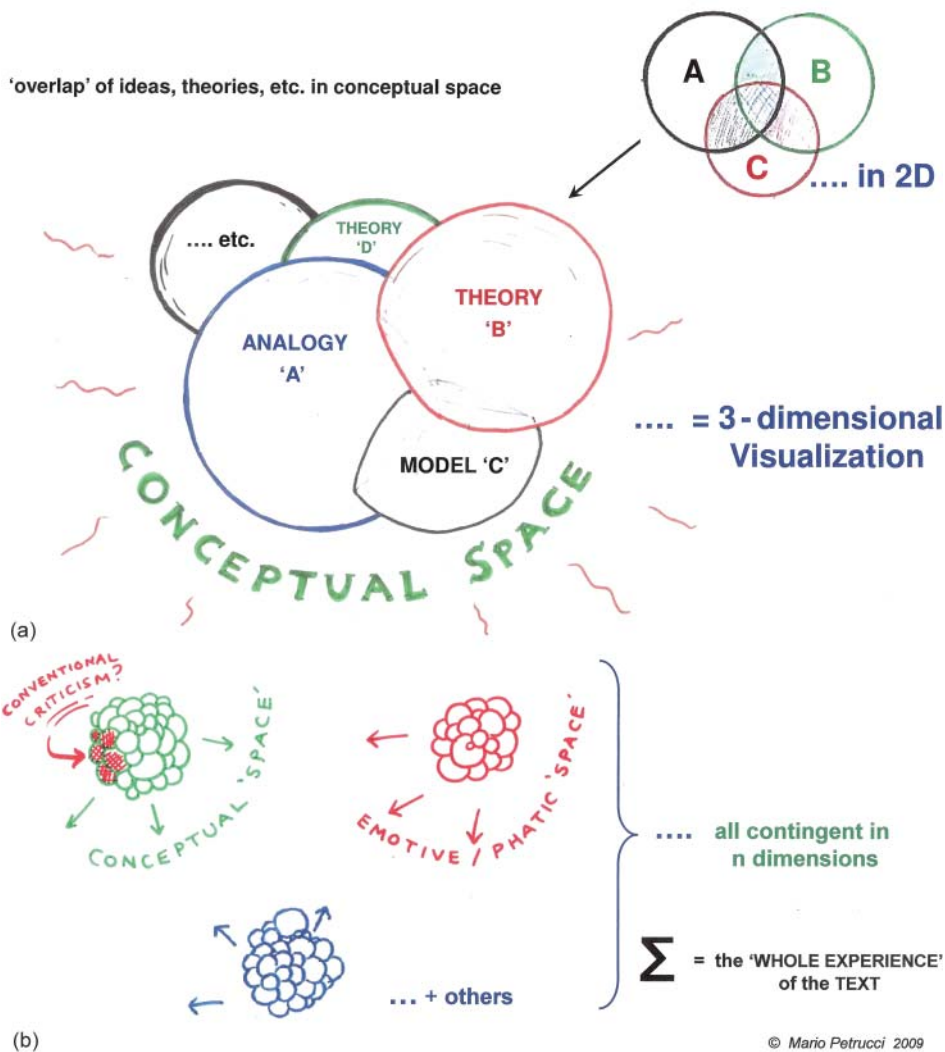 'overlap' of ideas, theories, etc. in conceptual space
A
B
C
.... in 2D
.... etc.
THEORY
'D'
THEORY
'B'
ANALOGY
'A'
MODEL 'C'
.... = 3-dimensional
Visualization
CONCEPTUAL SPACE
(a)
CONVENTIONAL
CRITICISM?
CONCEPTUAL 'SPACE'
EMOTIVE / PHATIC 'SPACE'
.... all contingent in
n dimensions
... + others
Σ = the 'WHOLE EXPERIENCE'
of the TEXT
(b)
© Mario Petrucci 2009